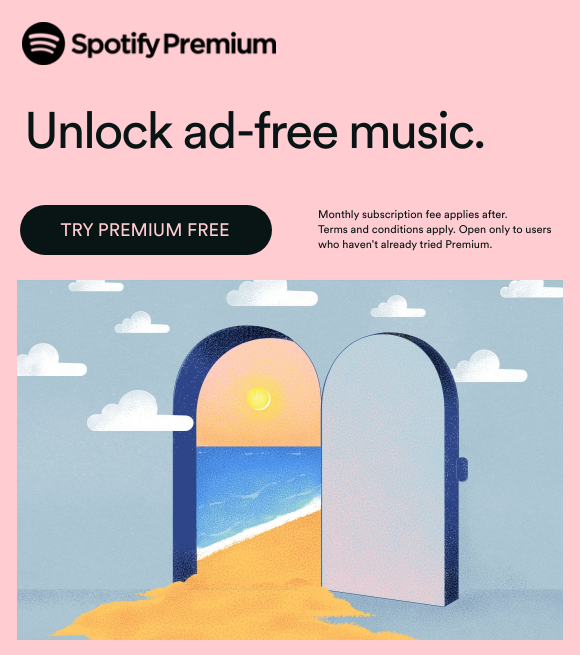 Spotify Premium
Unlock ad-free music.
TRY PREMIUM FREE
Monthly subscription fee applies after.
Terms and conditions apply. Open only to users
who haven't already tried Premium.